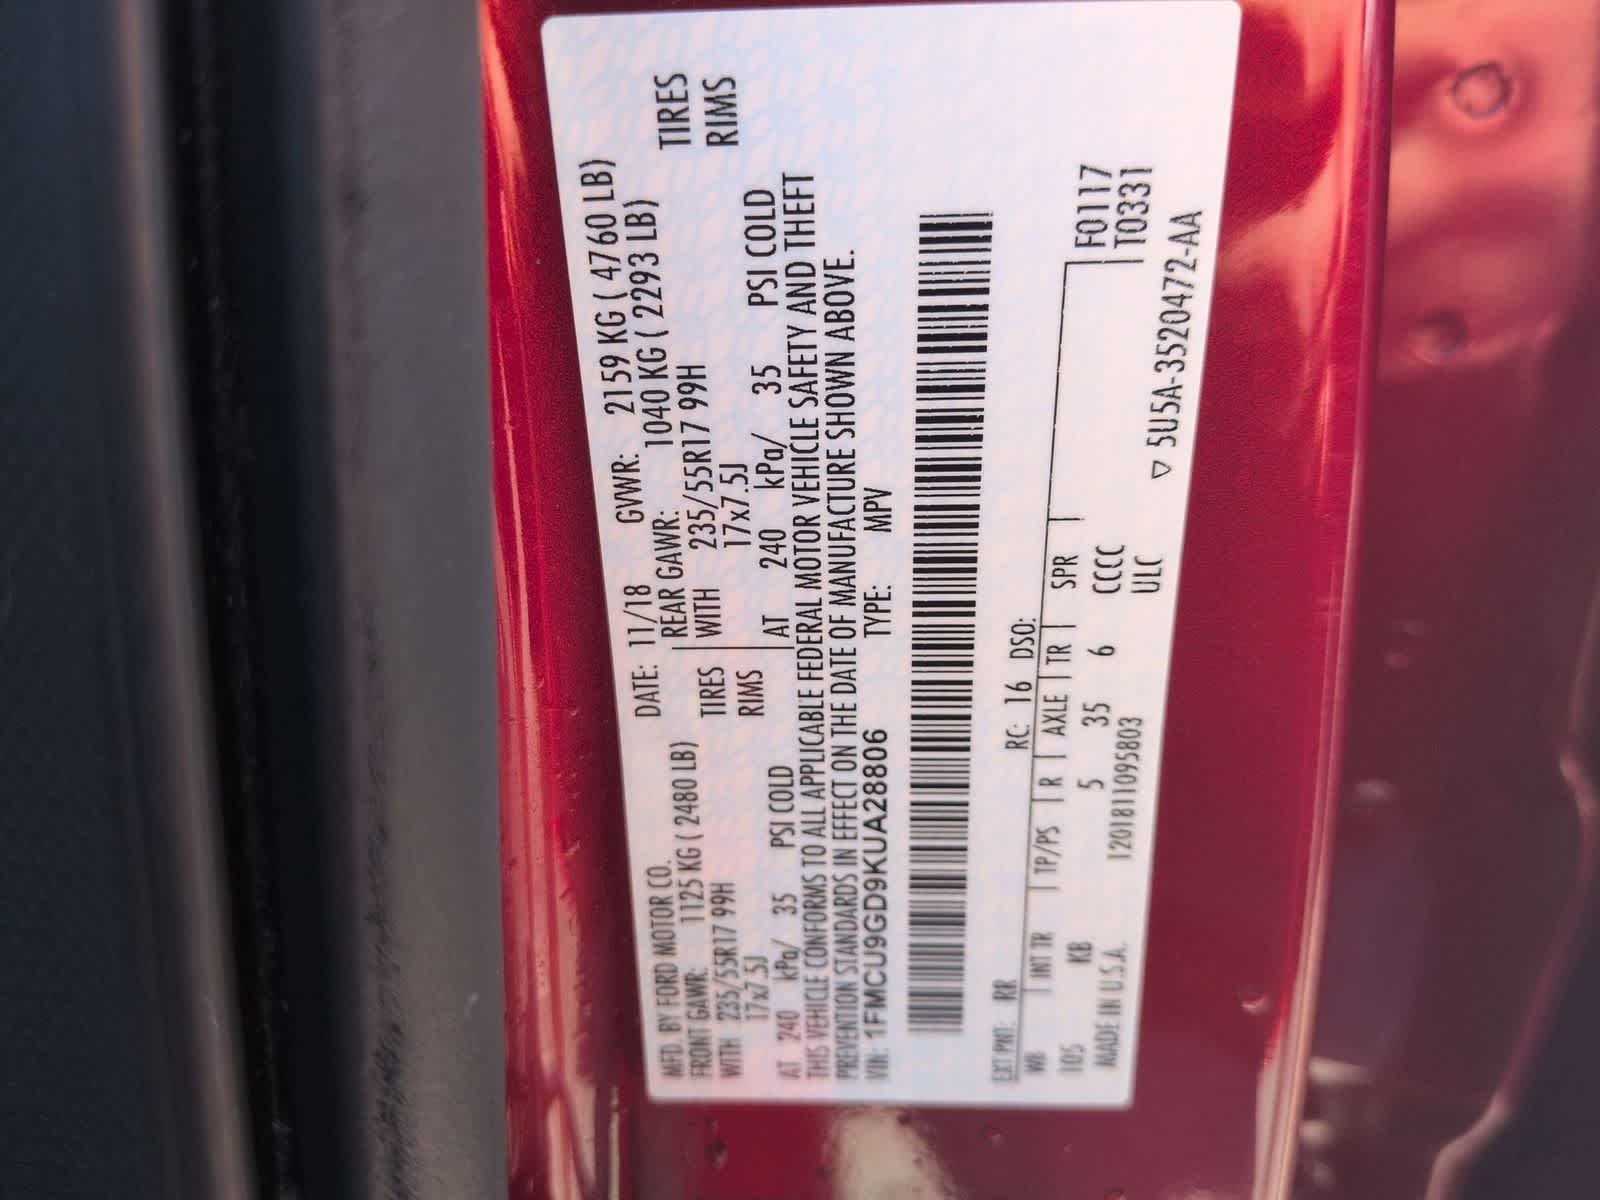 MFD. BY FORD MOTOR CO. DATE: 11/18 GVWR: 2159 KG ( 4760 LB)
FRONT GAWR: 1125 KG ( 2480 LB) REAR GAWR: 1040 KG ( 2293 LB)
WITH 235/55R17 99H TIRES WITH 235/55R17 99H TIRES
17x7.5J RIMS 17x7.5J RIMS
AT 240 kPa/ 35 PSI COLD AT 240 kPa/ 35 PSI COLD
THIS VEHICLE CONFORMS TO ALL APPLICABLE FEDERAL MOTOR VEHICLE SAFETY AND THEFT
PREVENTION STANDARDS IN EFFECT ON THE DATE OF MANUFACTURE SHOWN ABOVE.
VIN: 1FMCU9GD9KUA28806 TYPE: MPV
EXT PNT: RR RC: 16 DSO:
WB INT TR TP/PS R AXLE TR SPR F0117
105 KB 5 35 6 CCCC T0331
MADE IN U.S.A. 1201811095803 ULC
▽ 5U5A-3520472-AA